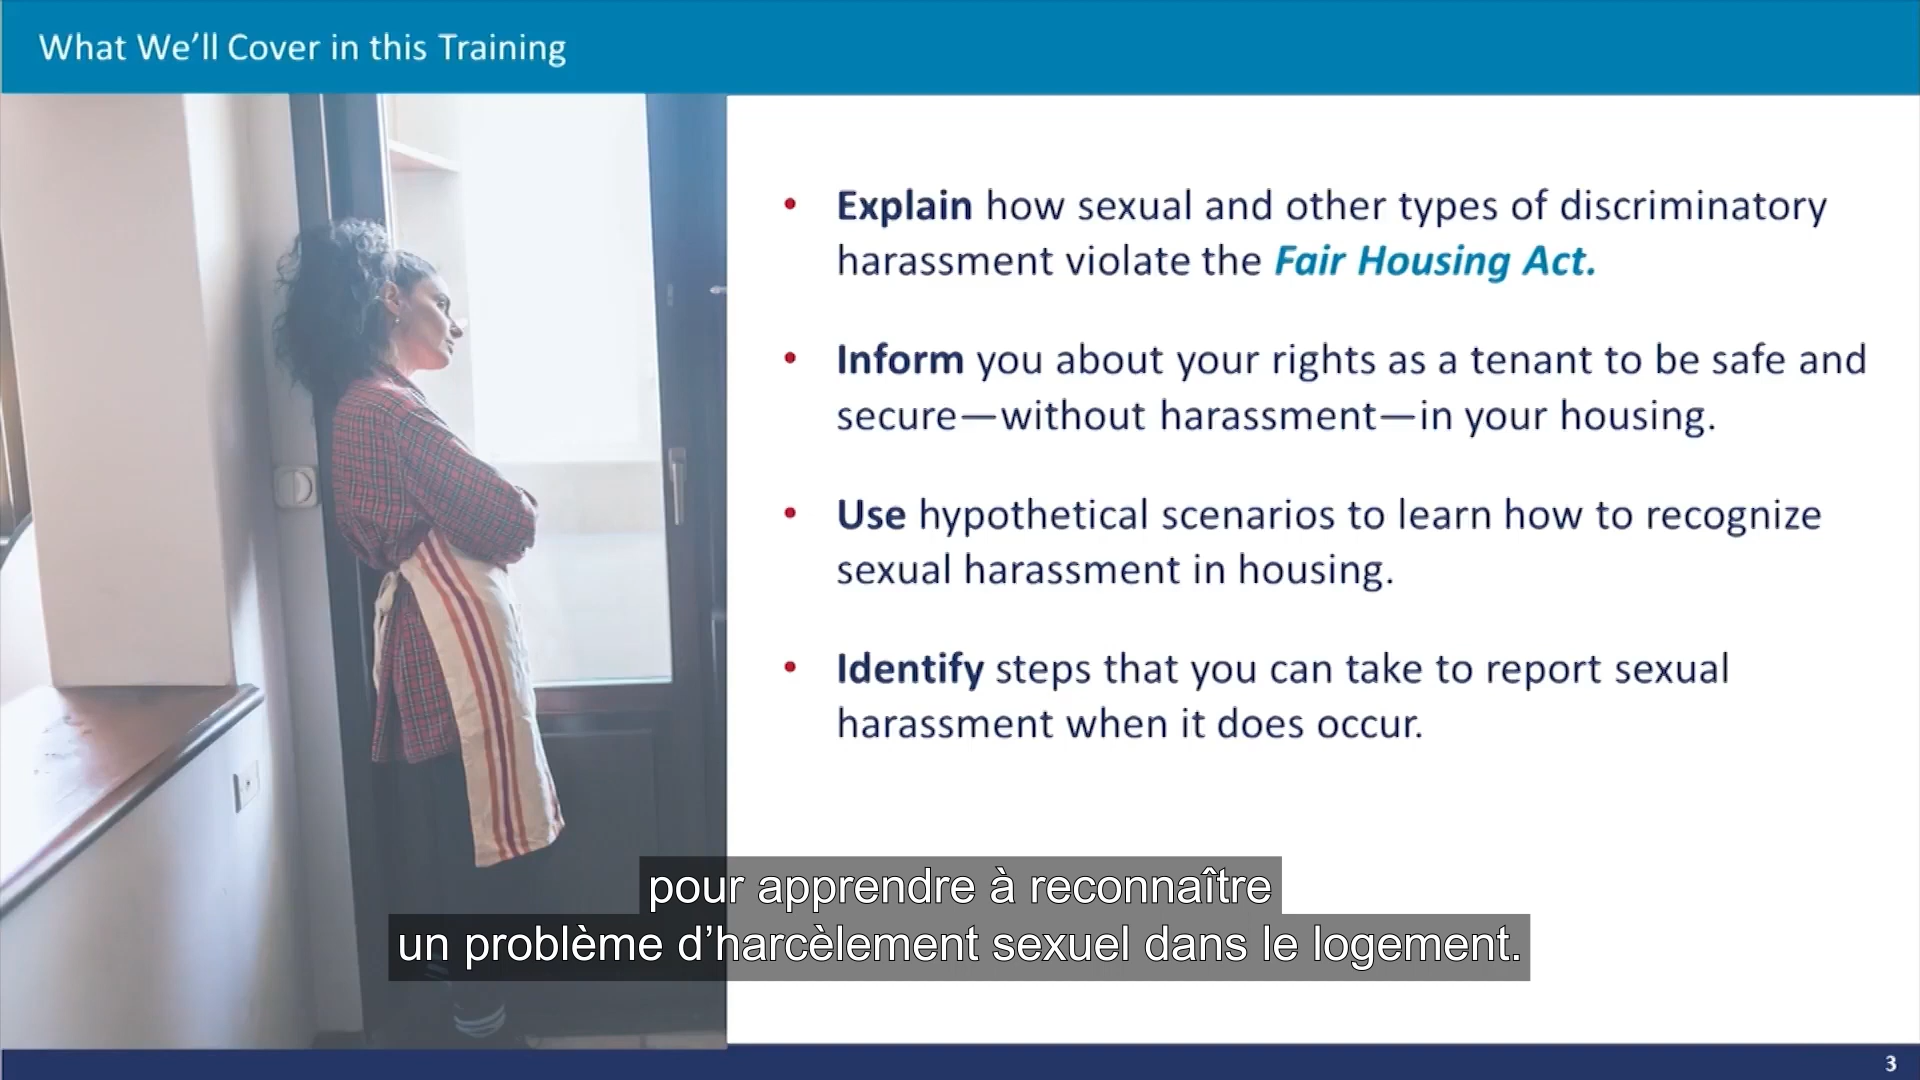 What We’ll Cover in this Training
• Explain how sexual and other types of discriminatory
harassment violate the Fair Housing Act.
• Inform you about your rights as a tenant to be safe and
secure—without harassment—in your housing.
• Use hypothetical scenarios to learn how to recognize
sexual harassment in housing.
• Identify steps that you can take to report sexual
harassment when it does occur.
pour apprendre à reconnaître
un problème d’harcèlement sexuel dans le logement.
3